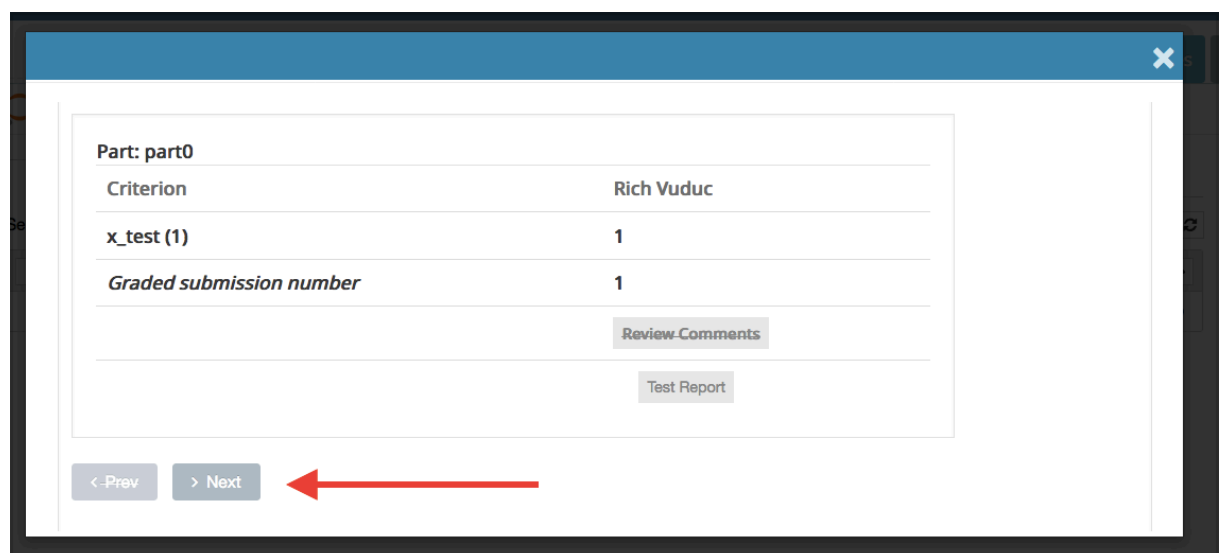 Part: part0
Criterion Rich Vuduc
x_test (1) 1
Graded submission number 1
Review Comments
Test Report
< Prev > Next